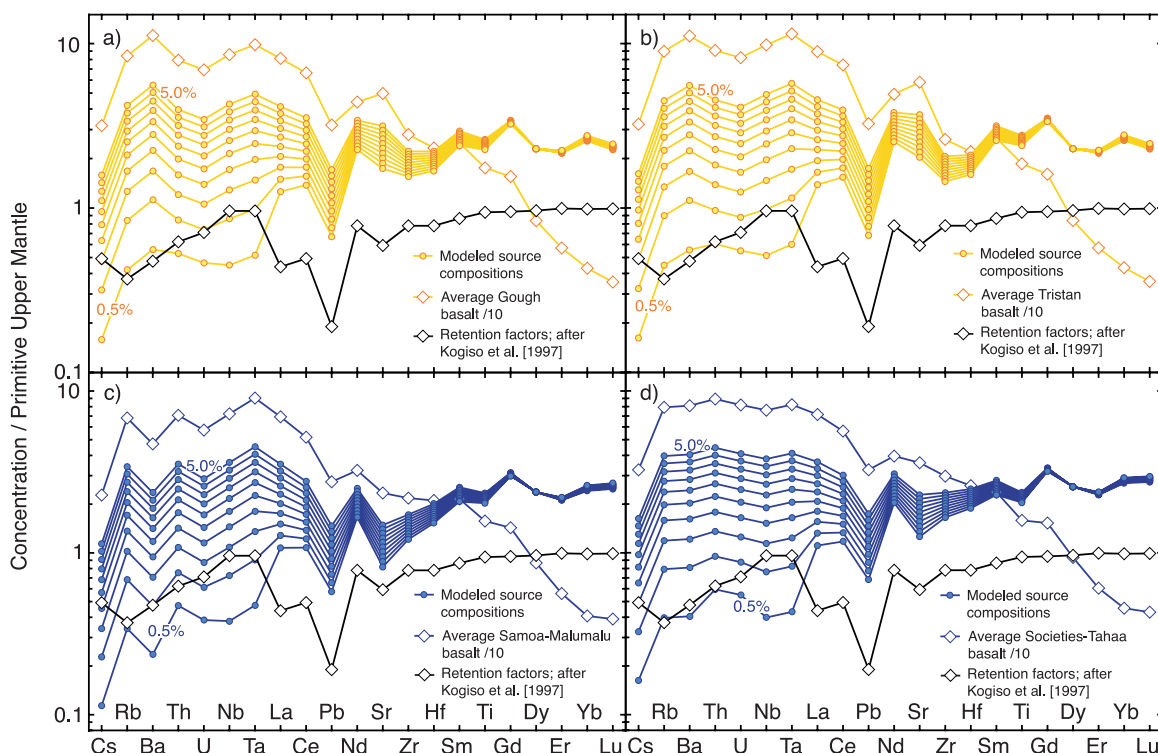 Concentration / Primitive Upper Mantle
a)
10
1
0.1
5.0%
0.5%
Modeled source
compositions
Average Gough
basalt /10
Retention factors; after
Kogiso et al. [1997]
b)
5.0%
0.5%
Modeled source
compositions
Average Tristan
basalt /10
Retention factors; after
Kogiso et al. [1997]
c)
10
1
0.1
5.0%
0.5%
Modeled source
compositions
Average Samoa-Malumalu
basalt /10
Retention factors; after
Kogiso et al. [1997]
d)
5.0%
0.5%
Modeled source
compositions
Average Societies-Tahaa
basalt /10
Retention factors; after
Kogiso et al. [1997]
Rb Th Nb La Pb Sr Hf Ti Dy Yb
Rb Th Nb La Pb Sr Hf Ti Dy Yb
Cs Ba U Ta Ce Nd Zr Sm Gd Er Lu
Cs Ba U Ta Ce Nd Zr Sm Gd Er Lu